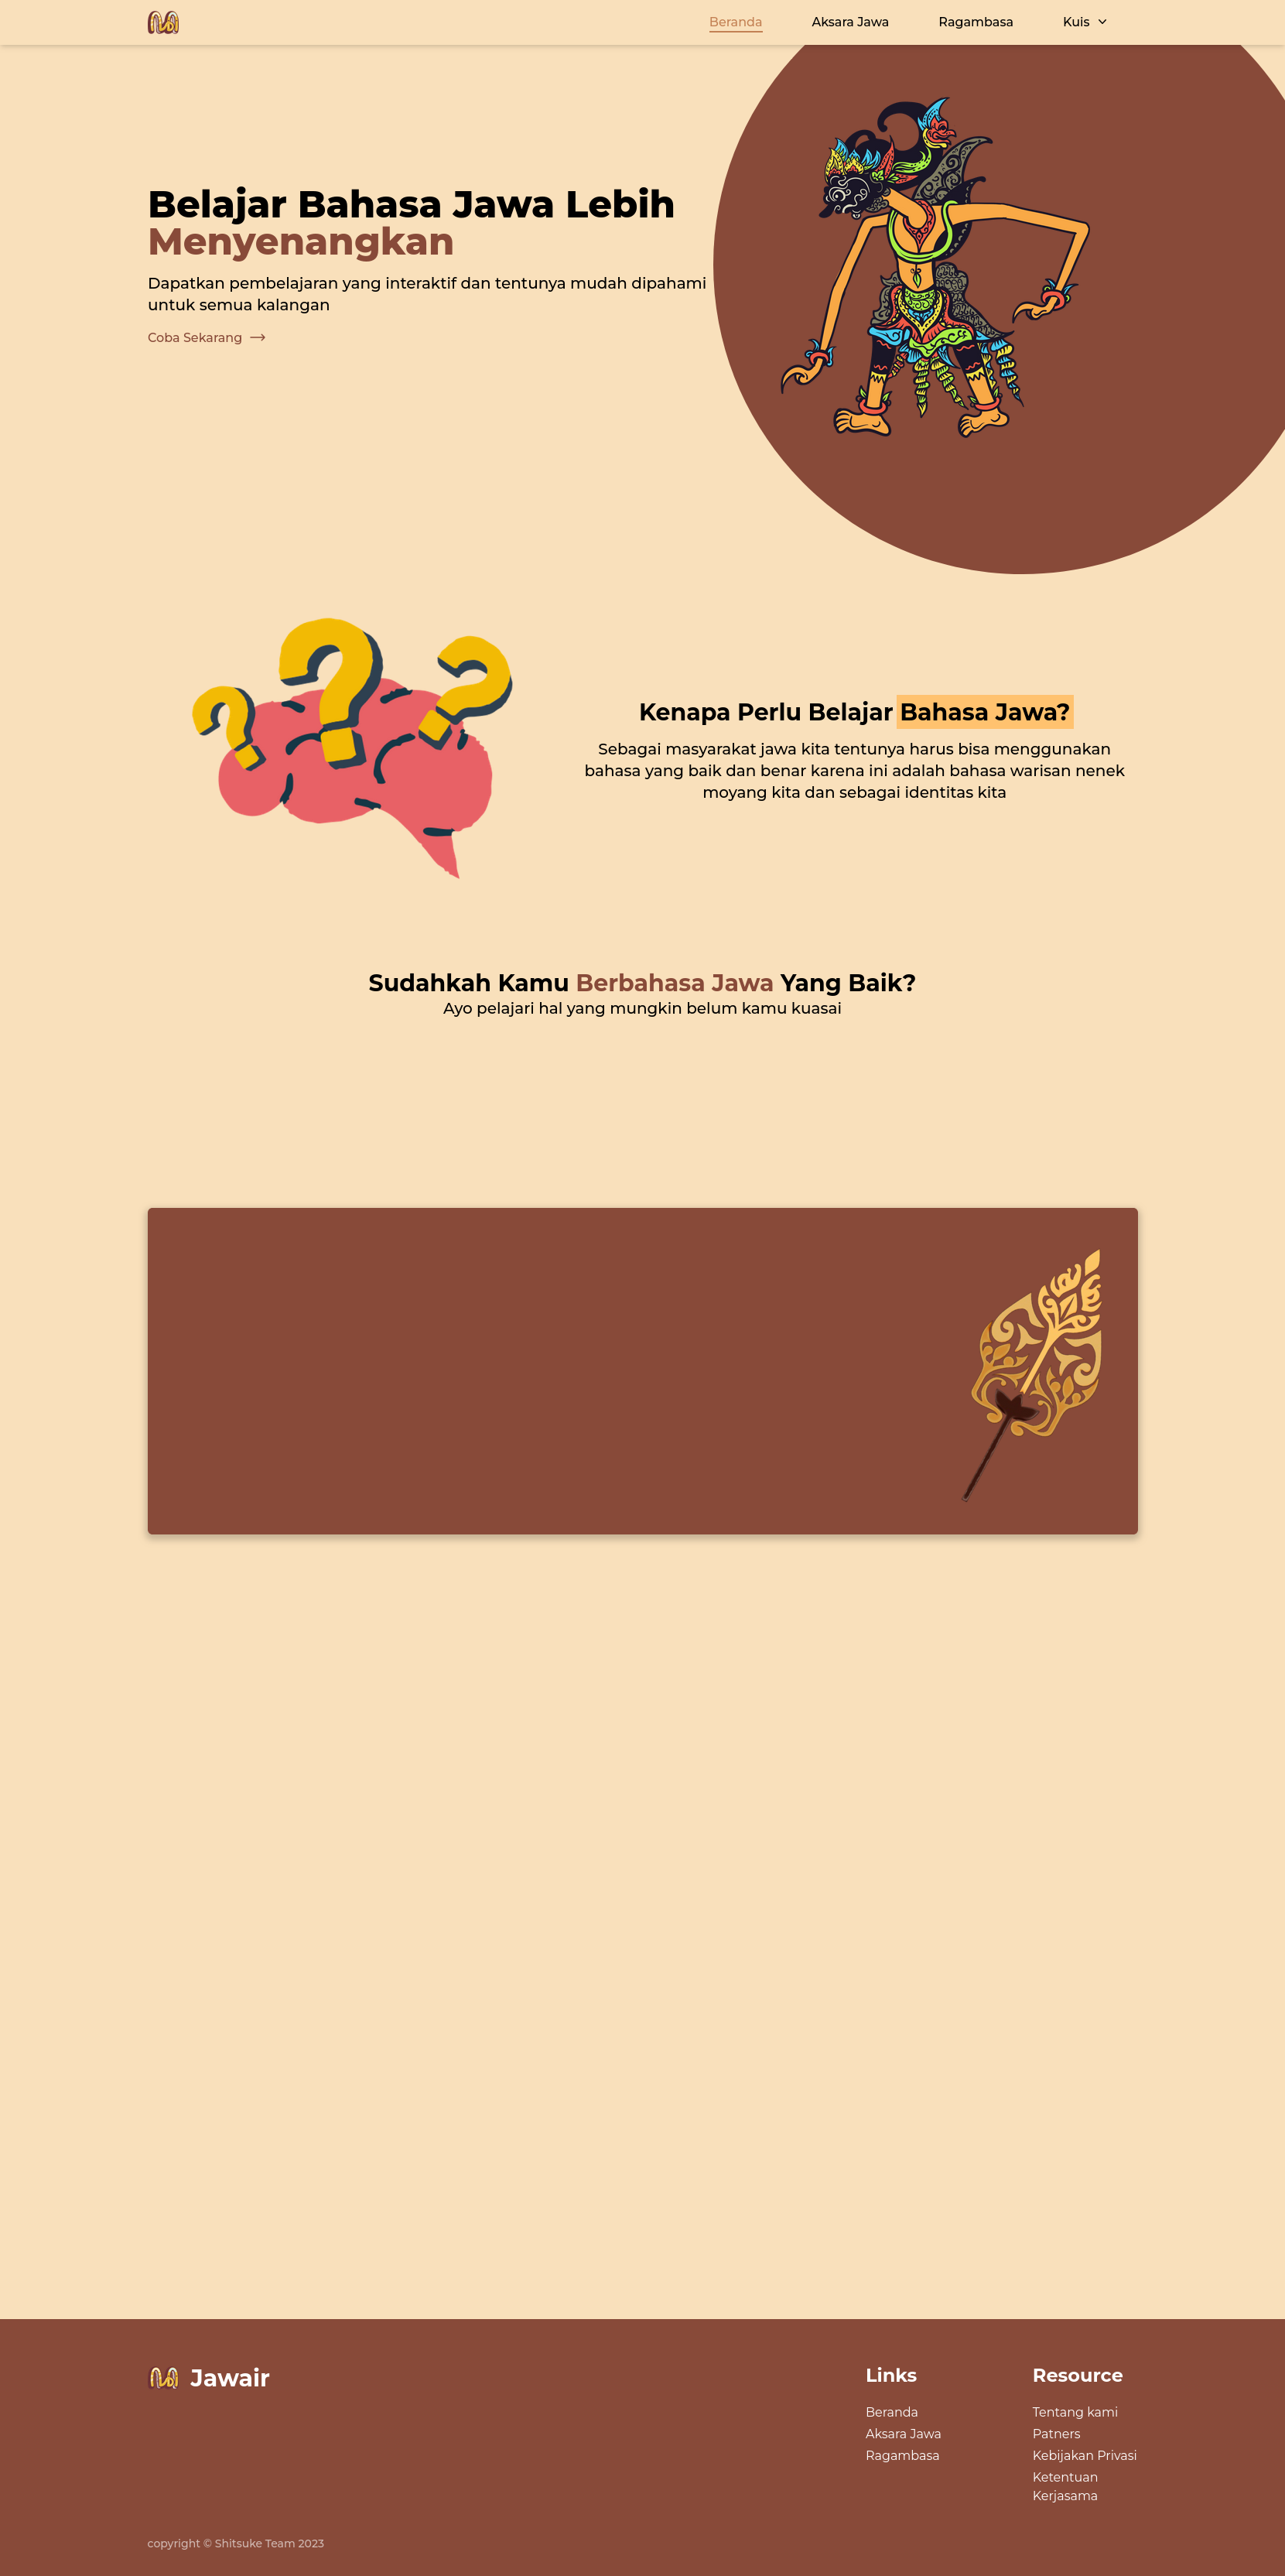 Beranda
Aksara Jawa
Ragambasa
Kuis
Belajar Bahasa Jawa Lebih
Menyenangkan
Dapatkan pembelajaran yang interaktif dan tentunya mudah dipahami
untuk semua kalangan
Coba Sekarang
Kenapa Perlu Belajar Bahasa Jawa?
Sebagai masyarakat jawa kita tentunya harus bisa menggunakan
bahasa yang baik dan benar karena ini adalah bahasa warisan nenek
moyang kita dan sebagai identitas kita
Sudahkah Kamu Berbahasa Jawa Yang Baik?
Ayo pelajari hal yang mungkin belum kamu kuasai
Jawair
Links
Beranda
Aksara Jawa
Ragambasa
Resource
Tentang kami
Patners
Kebijakan Privasi
Ketentuan
Kerjasama
copyright © Shitsuke Team 2023